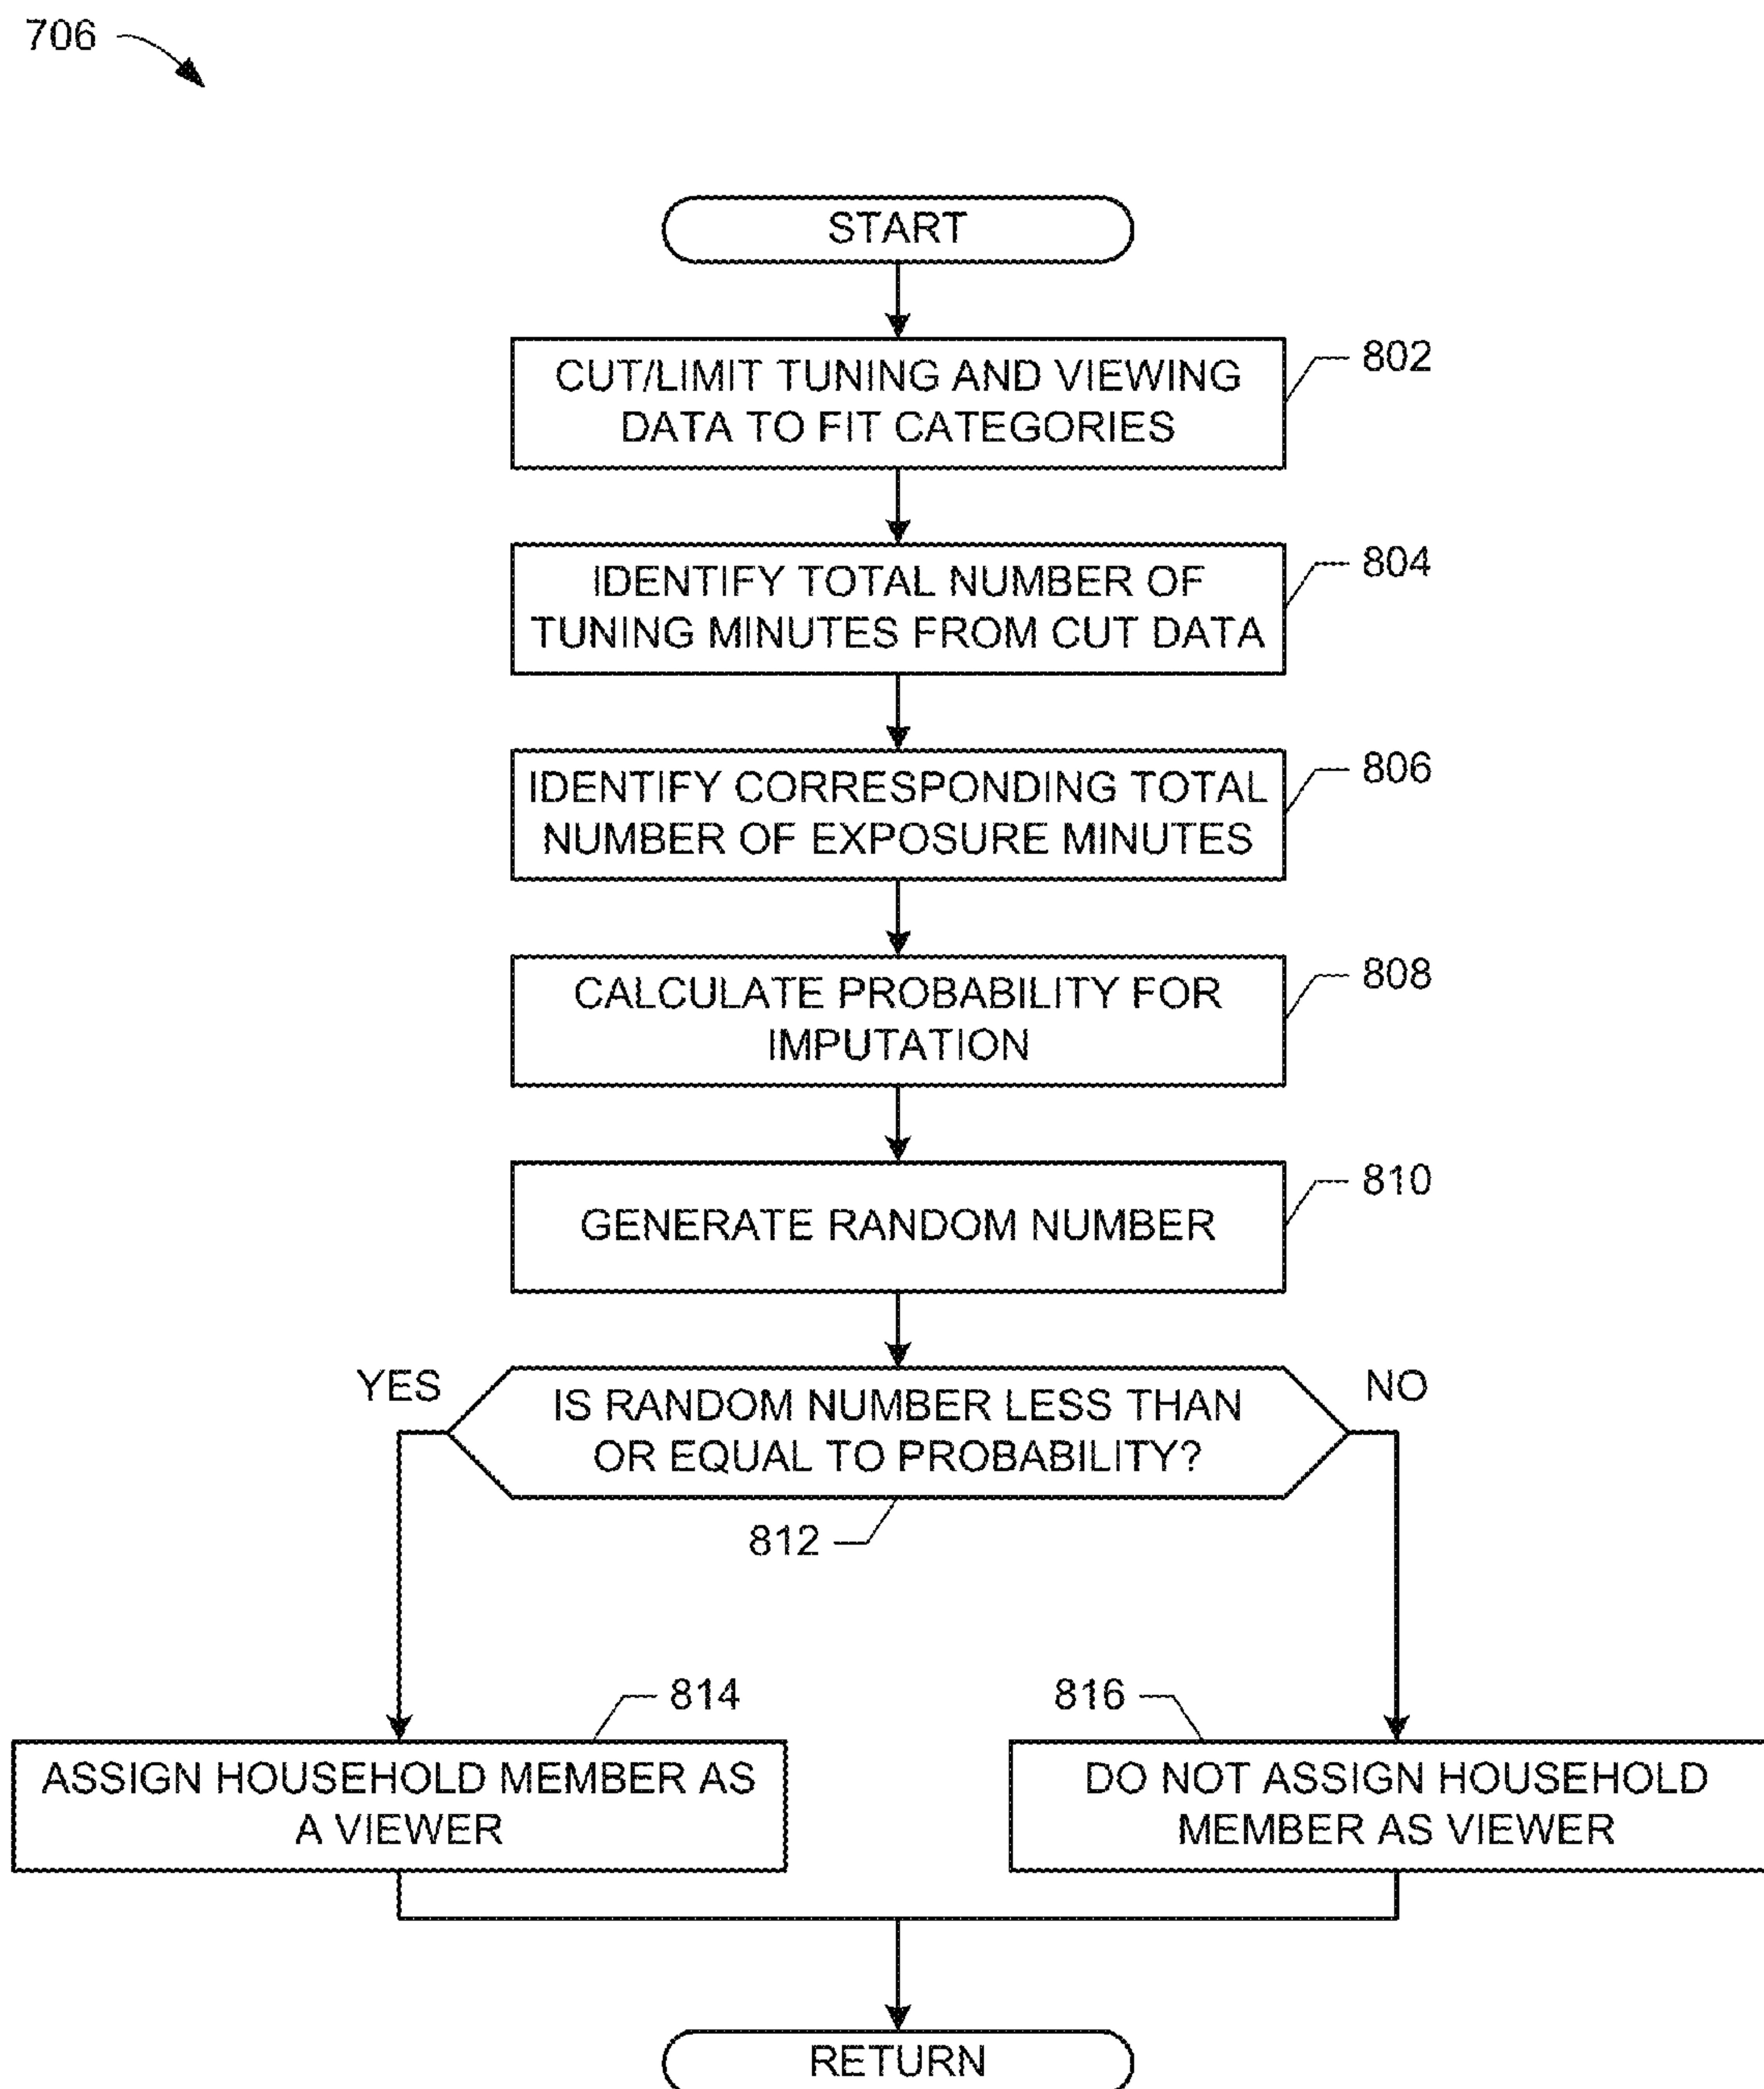 706
START
CUT/LIMIT TUNING AND VIEWING
DATA TO FIT CATEGORIES
802
IDENTIFY TOTAL NUMBER OF
TUNING MINUTES FROM CUT DATA
804
IDENTIFY CORRESPONDING TOTAL
NUMBER OF EXPOSURE MINUTES
806
CALCULATE PROBABILITY FOR
IMPUTATION
808
GENERATE RANDOM NUMBER
810
YES
IS RANDOM NUMBER LESS THAN
OR EQUAL TO PROBABILITY?
NO
812
814
ASSIGN HOUSEHOLD MEMBER AS
A VIEWER
816
DO NOT ASSIGN HOUSEHOLD
MEMBER AS VIEWER
RETURN